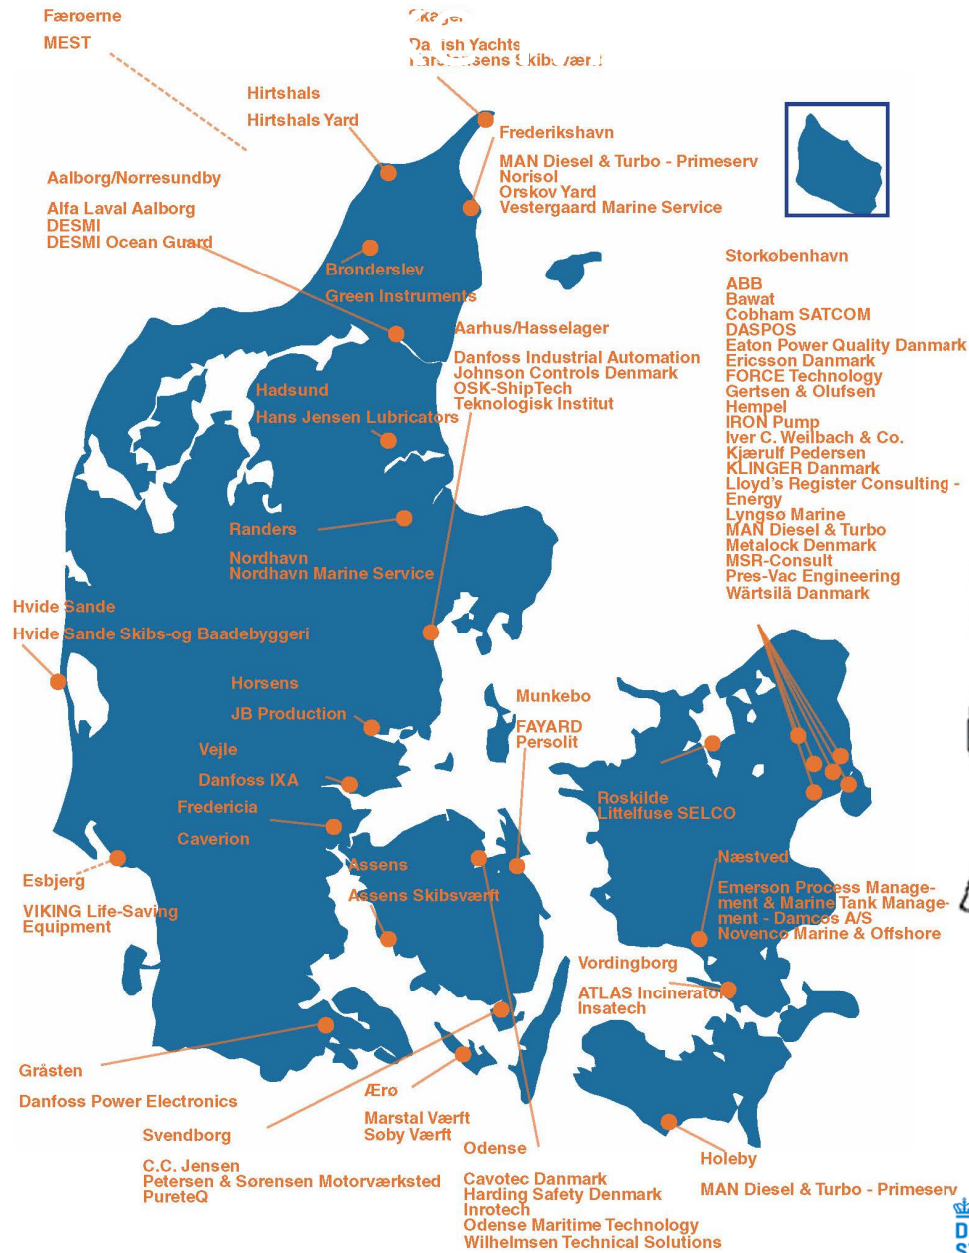 Færøerne
MEST
Skagen
Danish Yachts
Karstensens Skibsværft
Hirtshals
Hirtshals Yard
Frederikshavn
MAN Diesel & Turbo - Primeserv
Norisol
Orskov Yard
Vestergaard Marine Service
Aalborg/Nørresundby
Alfa Laval Aalborg
DESMI
DESMI Ocean Guard
Brønderslev
Green Instruments
Storkøbenhavn
ABB
Bawat
Cobham SATCOM
DASPOS
Eaton Power Quality Danmark
Ericsson Danmark
FORCE Technology
Gertsen & Olufsen
Hempel
IRON Pump
Iver C. Weilbach & Co.
Kjærulf Pedersen
KLINGER Danmark
Lloyd's Register Consulting -
Energy
Lyngsø Marine
MAN Diesel & Turbo
Metalock Denmark
MSR-Consult
Pres-Vac Engineering
Wärtsilä Danmark
Aarhus/Hasselager
Danfoss Industrial Automation
Johnson Controls Denmark
OSK-ShipTech
Teknologisk Institut
Hadsund
Hans Jensen Lubricators
Randers
Nordhavn
Nordhavn Marine Service
Hvide Sande
Hvide Sande Skibs-og Baadebyggeri
Horsens
JB Production
Munkebo
FAYARD
Persolit
Vejle
Danfoss IXA
Fredericia
Caverion
Roskilde
Littelfuse SELCO
Assens
Assens Skibsværft
Næstved
Emerson Process Manage-
ment & Marine Tank Manage-
ment - Damcos A/S
Novenco Marine & Offshore
Esbjerg
VIKING Life-Saving
Equipment
Vordingborg
ATLAS Incinerators
Insatech
Gråsten
Danfoss Power Electronics
Ærø
Marstal Værft
Søby Værft
Svendborg
C.C. Jensen
Petersen & Sørensen Motorværksted
PureteQ
Odense
Cavotec Danmark
Harding Safety Denmark
Inrotech
Odense Maritime Technology
Wilhelmsen Technical Solutions
Holeby
MAN Diesel & Turbo - Primeserv